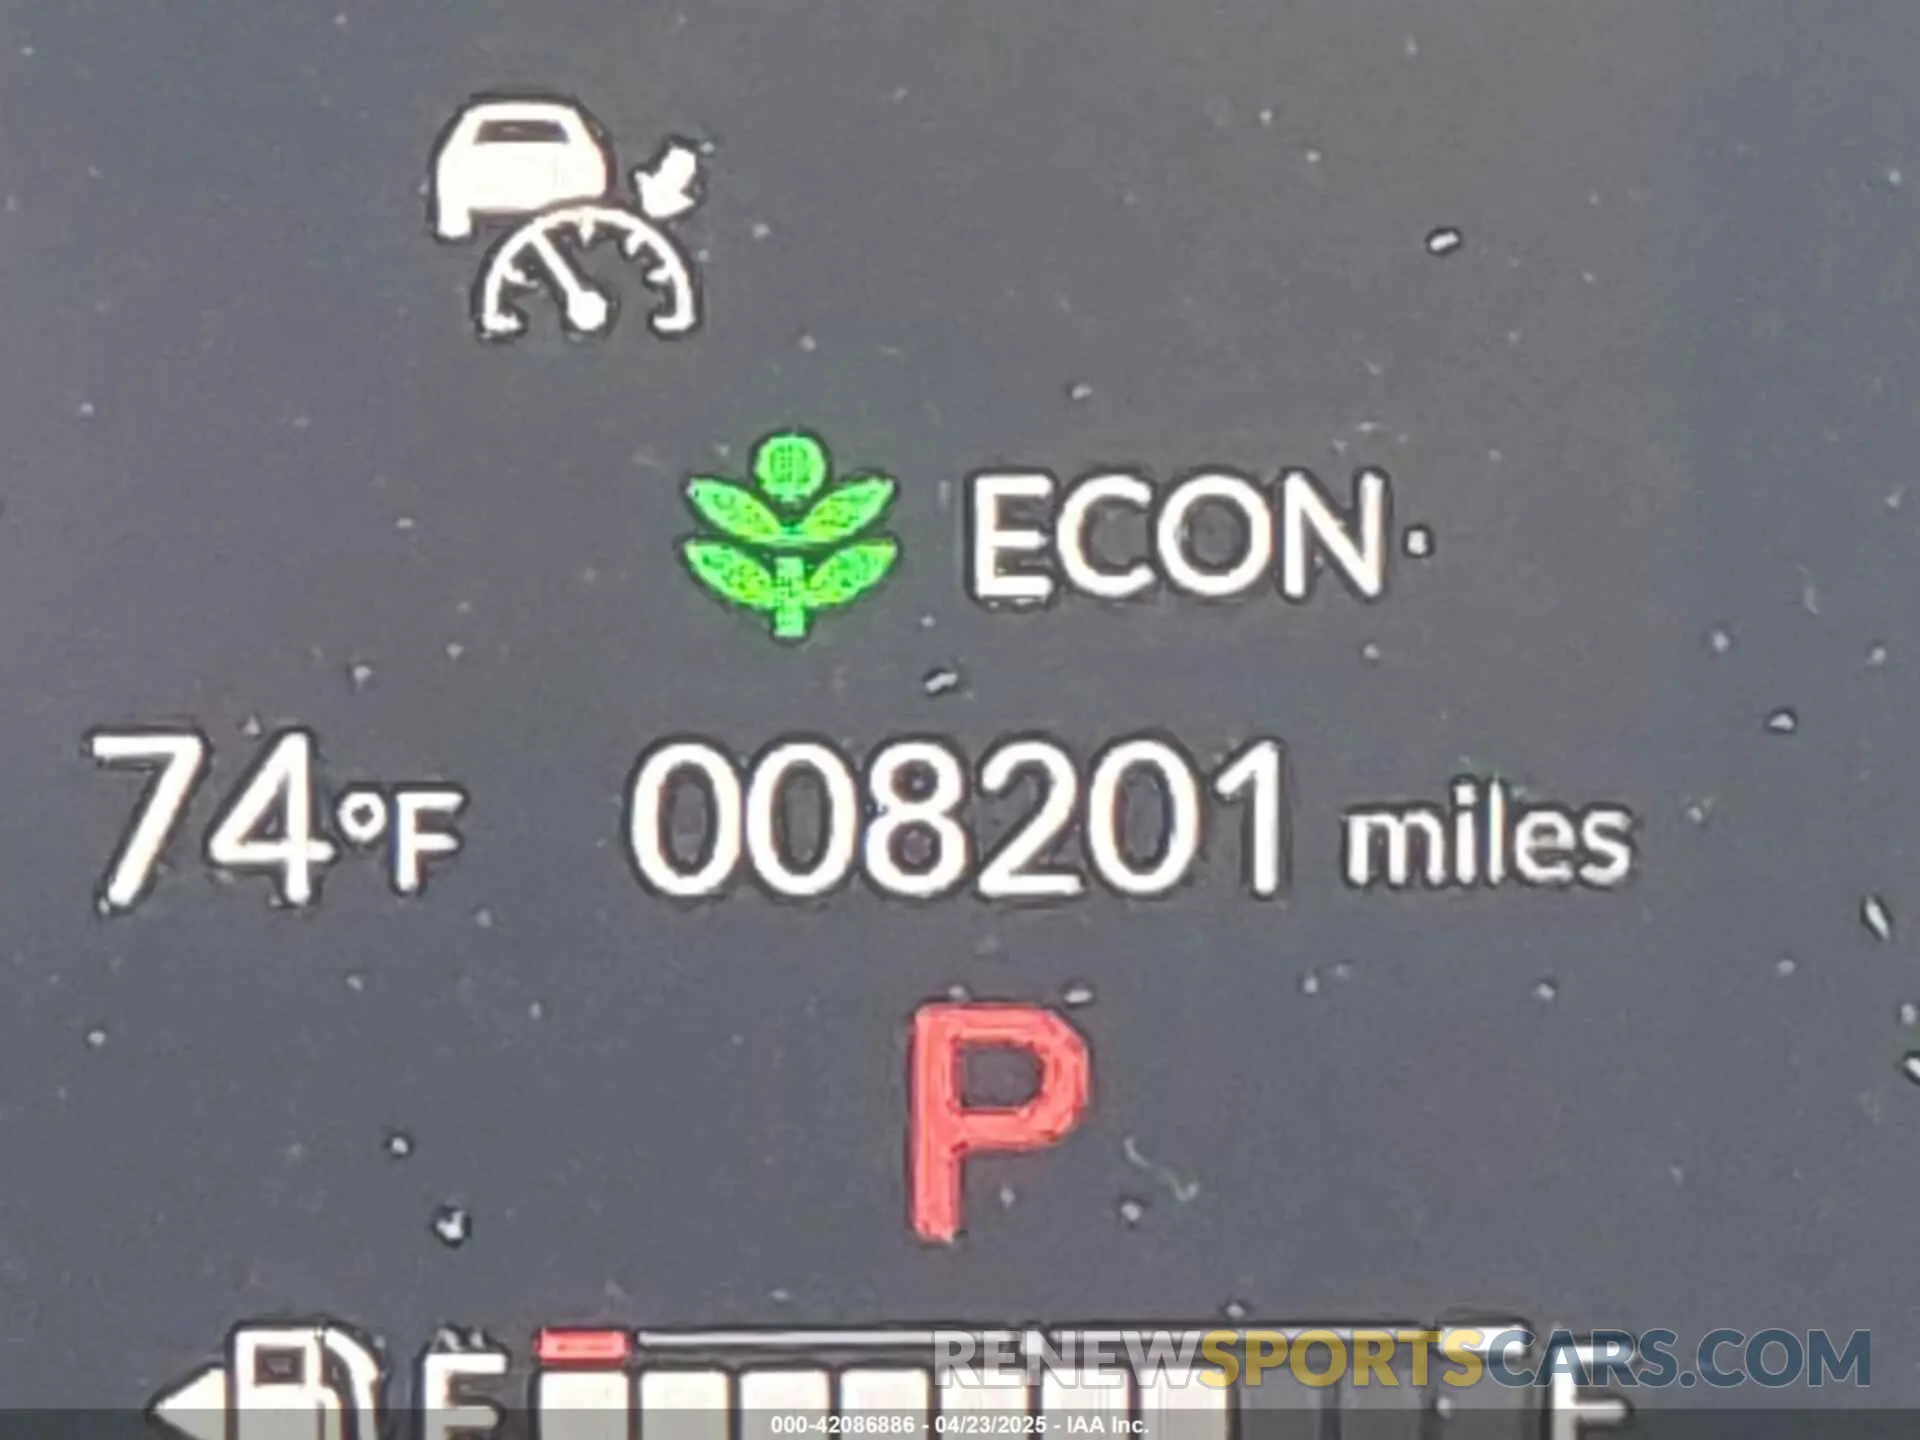 ECON
74°F 008201 miles
P
E F
RENEWSPORTSCARS.COM
000-42086886 - 04/23/2025 - IAA Inc.